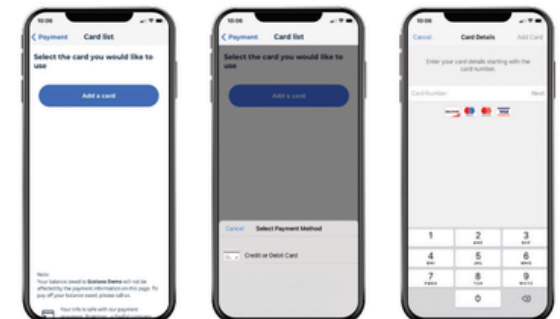 10:06
Payment Card list
Select the card you would like to
use
Add a card
Note:
Your balance owed to Ecolane Demo will not be
affected by the payment information on this page. To
pay off your balance owed, please call us.
Your info is safe with our payment
10:06
Payment Card list
Select the card you would like to
use
Add a card
Cancel Select Payment Method
Credit or Debit Card
10:06
Cancel Card Details Add Card
Enter your card details starting with the
card number.
Card Number Next
VISA
1 2 3
ABC DEF
4 5 6
GHI JKL MNO
7 8 9
PQRS TUV WXYZ
0